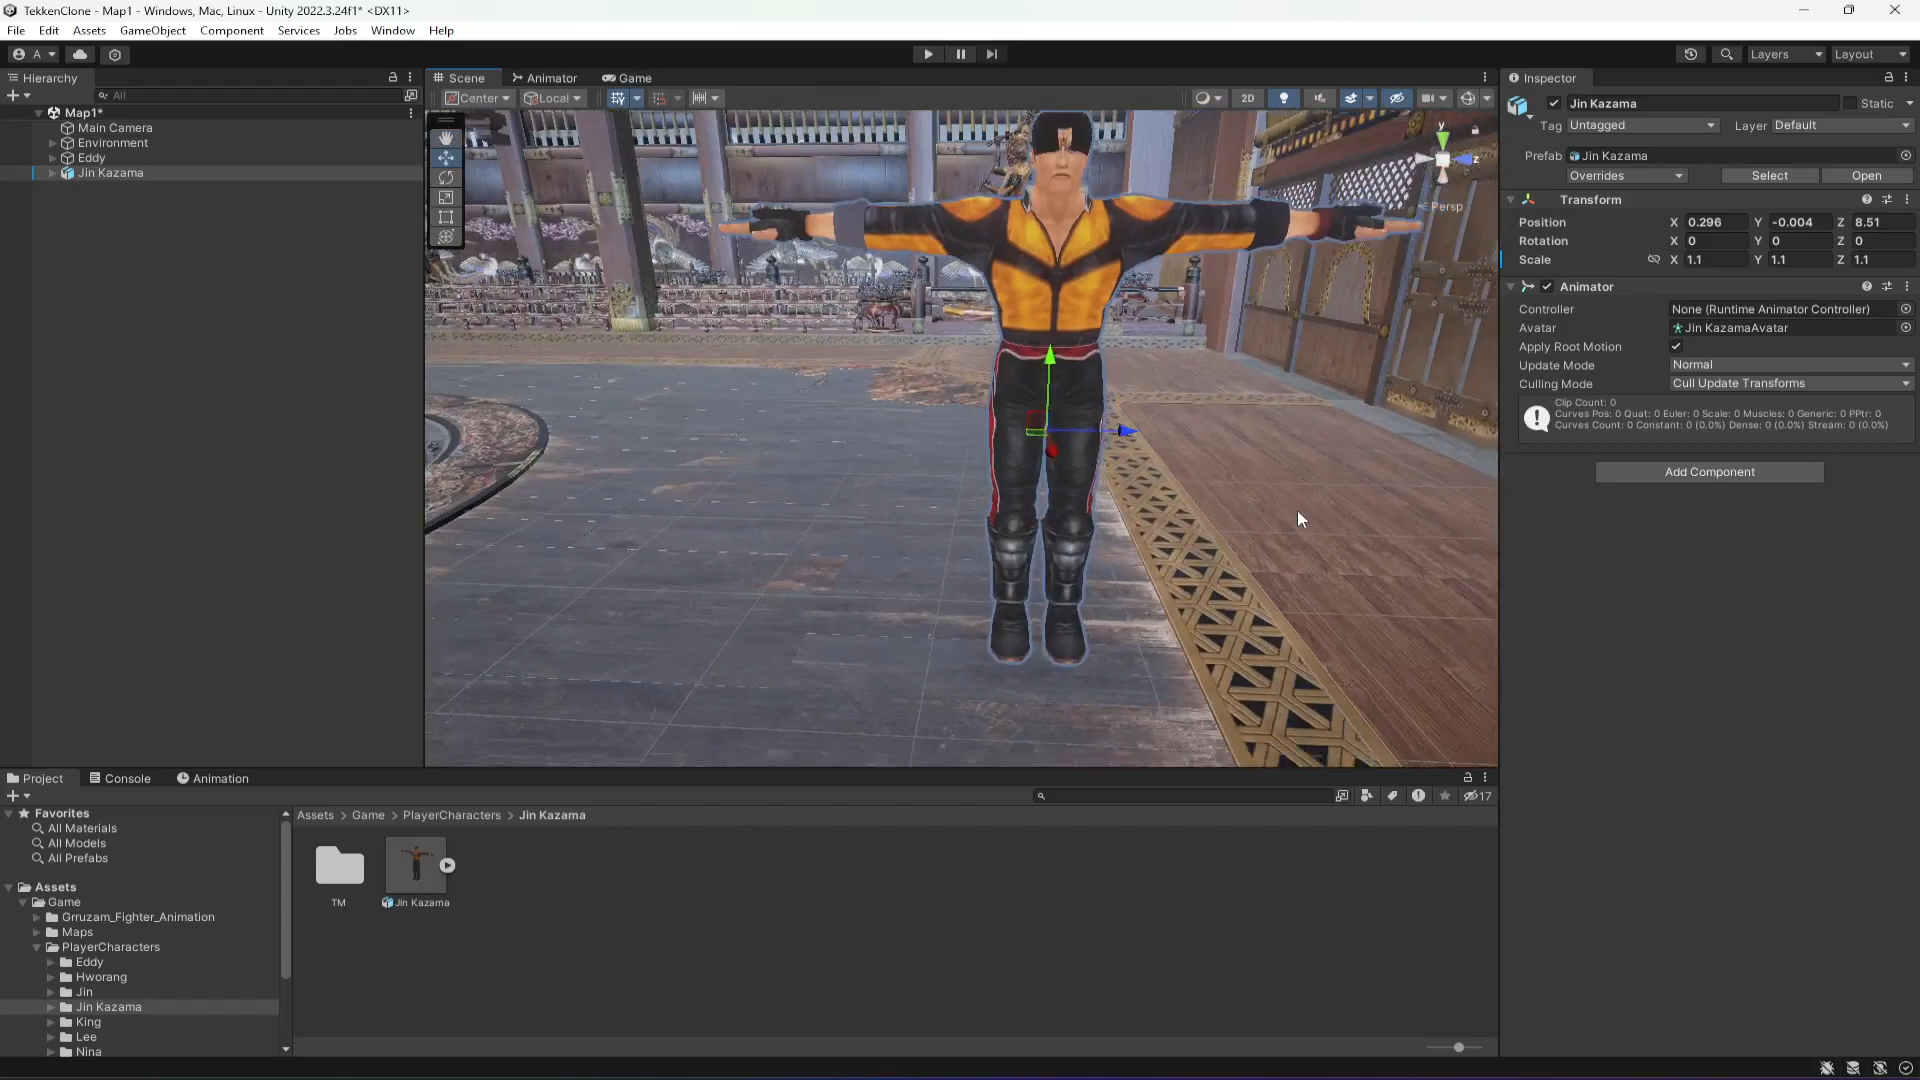 TekkenClone - Map1 - Windows, Mac, Linux - Unity 2022.3.24f1* <DX11>
File Edit Assets GameObject Component Services Jobs Window Help
A Layers Layout
Hierarchy
All
Map1*
Main Camera
Environment
Eddy
Jin Kazama
Scene Animator Game
Center Local 2D
y
z
Persp
Inspector
Jin Kazama Static
Tag Untagged Layer Default
Prefab Jin Kazama
Overrides Select Open
Transform
Position X 0.296 Y -0.004 Z 8.51
Rotation X 0 Y 0 Z 0
Scale X 1.1 Y 1.1 Z 1.1
Animator
Controller None (Runtime Animator Controller)
Avatar Jin KazamaAvatar
Apply Root Motion
Update Mode Normal
Culling Mode Cull Update Transforms
Clip Count: 0
Curves Pos: 0 Quat: 0 Euler: 0 Scale: 0 Muscles: 0 Generic: 0 PPtr: 0
Curves Count: 0 Constant: 0 (0.0%) Dense: 0 (0.0%) Stream: 0 (0.0%)
Add Component
Project Console Animation
17
Favorites
All Materials
All Models
All Prefabs
Assets
Game
Grruzam_Fighter_Animation
Maps
PlayerCharacters
Eddy
Hworang
Jin
Jin Kazama
King
Lee
Nina
Assets > Game > PlayerCharacters > Jin Kazama
TM
Jin Kazama